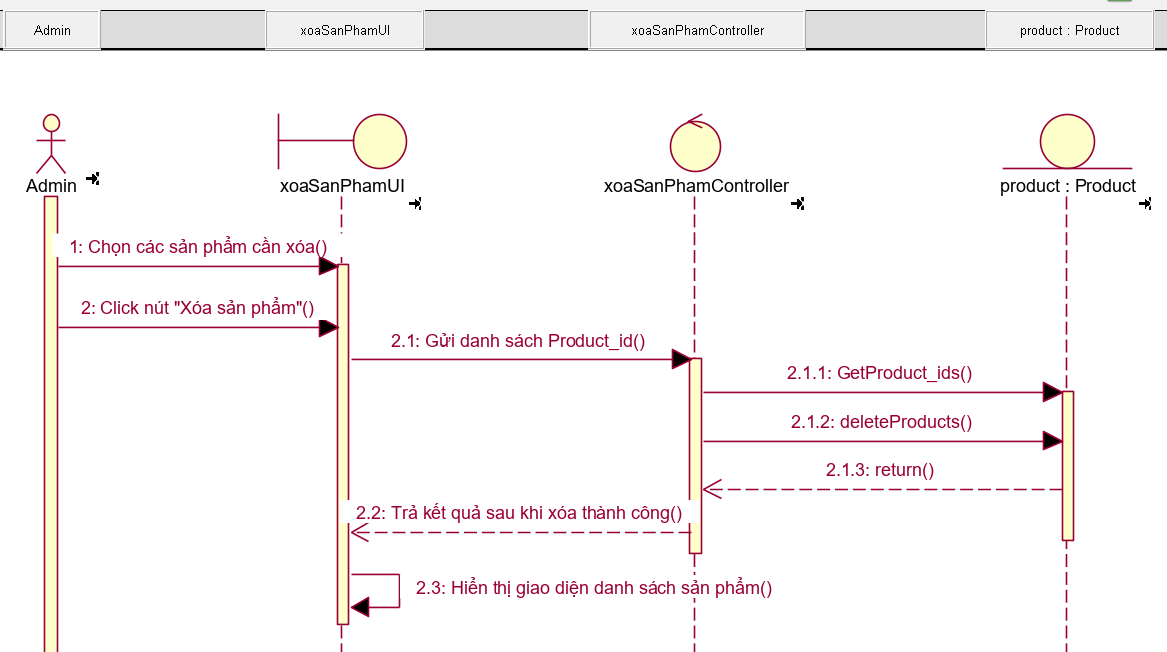 Admin
xoaSanPhamUI
xoaSanPhamController
product : Product
Admin
xoaSanPhamUI
xoaSanPhamController
product : Product
1: Chọn các sản phẩm cần xóa()
2: Click nút "Xóa sản phẩm"()
2.1: Gửi danh sách Product_id()
2.1.1: GetProduct_ids()
2.1.2: deleteProducts()
2.1.3: return()
2.2: Trả kết quả sau khi xóa thành công()
2.3: Hiển thị giao diện danh sách sản phẩm()